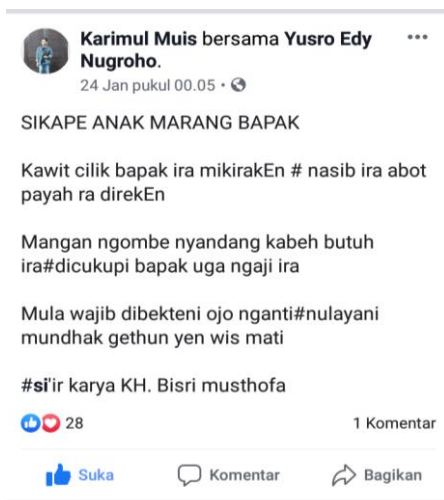 Karimul Muis bersama Yusro Edy
Nugroho.
24 Jan pukul 00.05 •
SIKAPE ANAK MARANG BAPAK
Kawit cilik bapak ira mikirakEn # nasib ira abot
payah ra direkEn
Mangan ngombe nyandang kabeh butuh
ira#dicukupi bapak uga ngaji ira
Mula wajib dibekteni ojo nganti#nulayani
mundhak gethun yen wis mati
#si'ir karya KH. Bisri musthofa
28
1 Komentar
Suka
Komentar
Bagikan